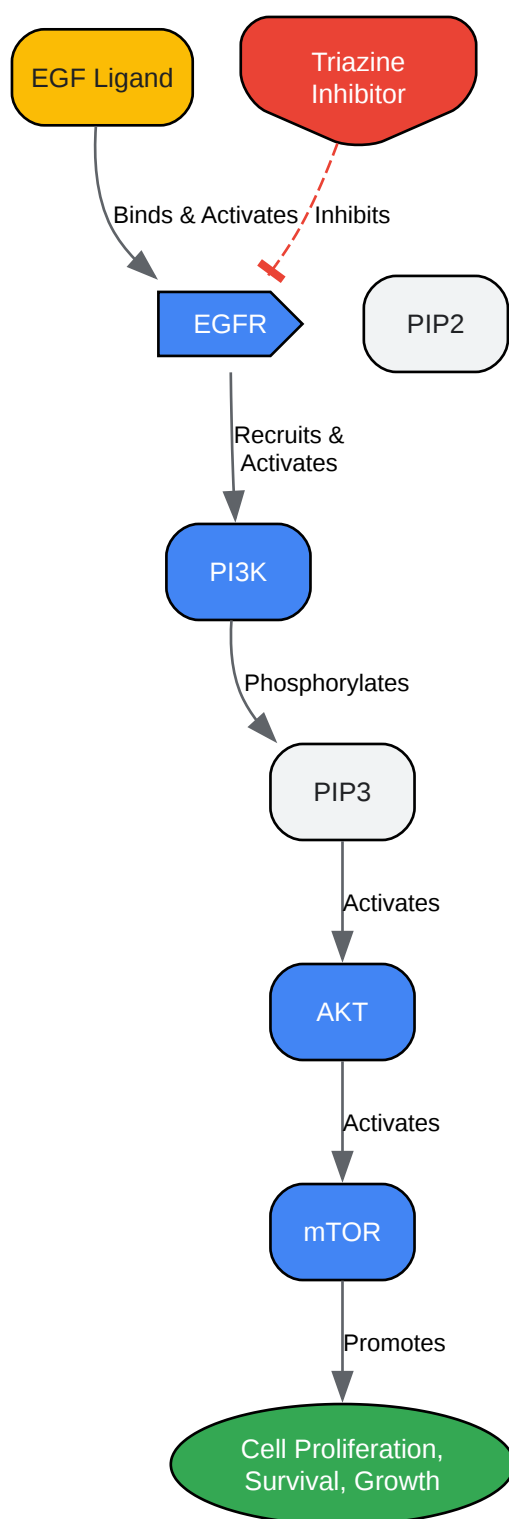 EGF Ligand
Triazine
Inhibitor
Binds & Activates
Inhibits
EGFR
PIP2
Recruits &
Activates
PI3K
Phosphorylates
PIP3
Activates
AKT
Activates
mTOR
Promotes
Cell Proliferation,
Survival, Growth